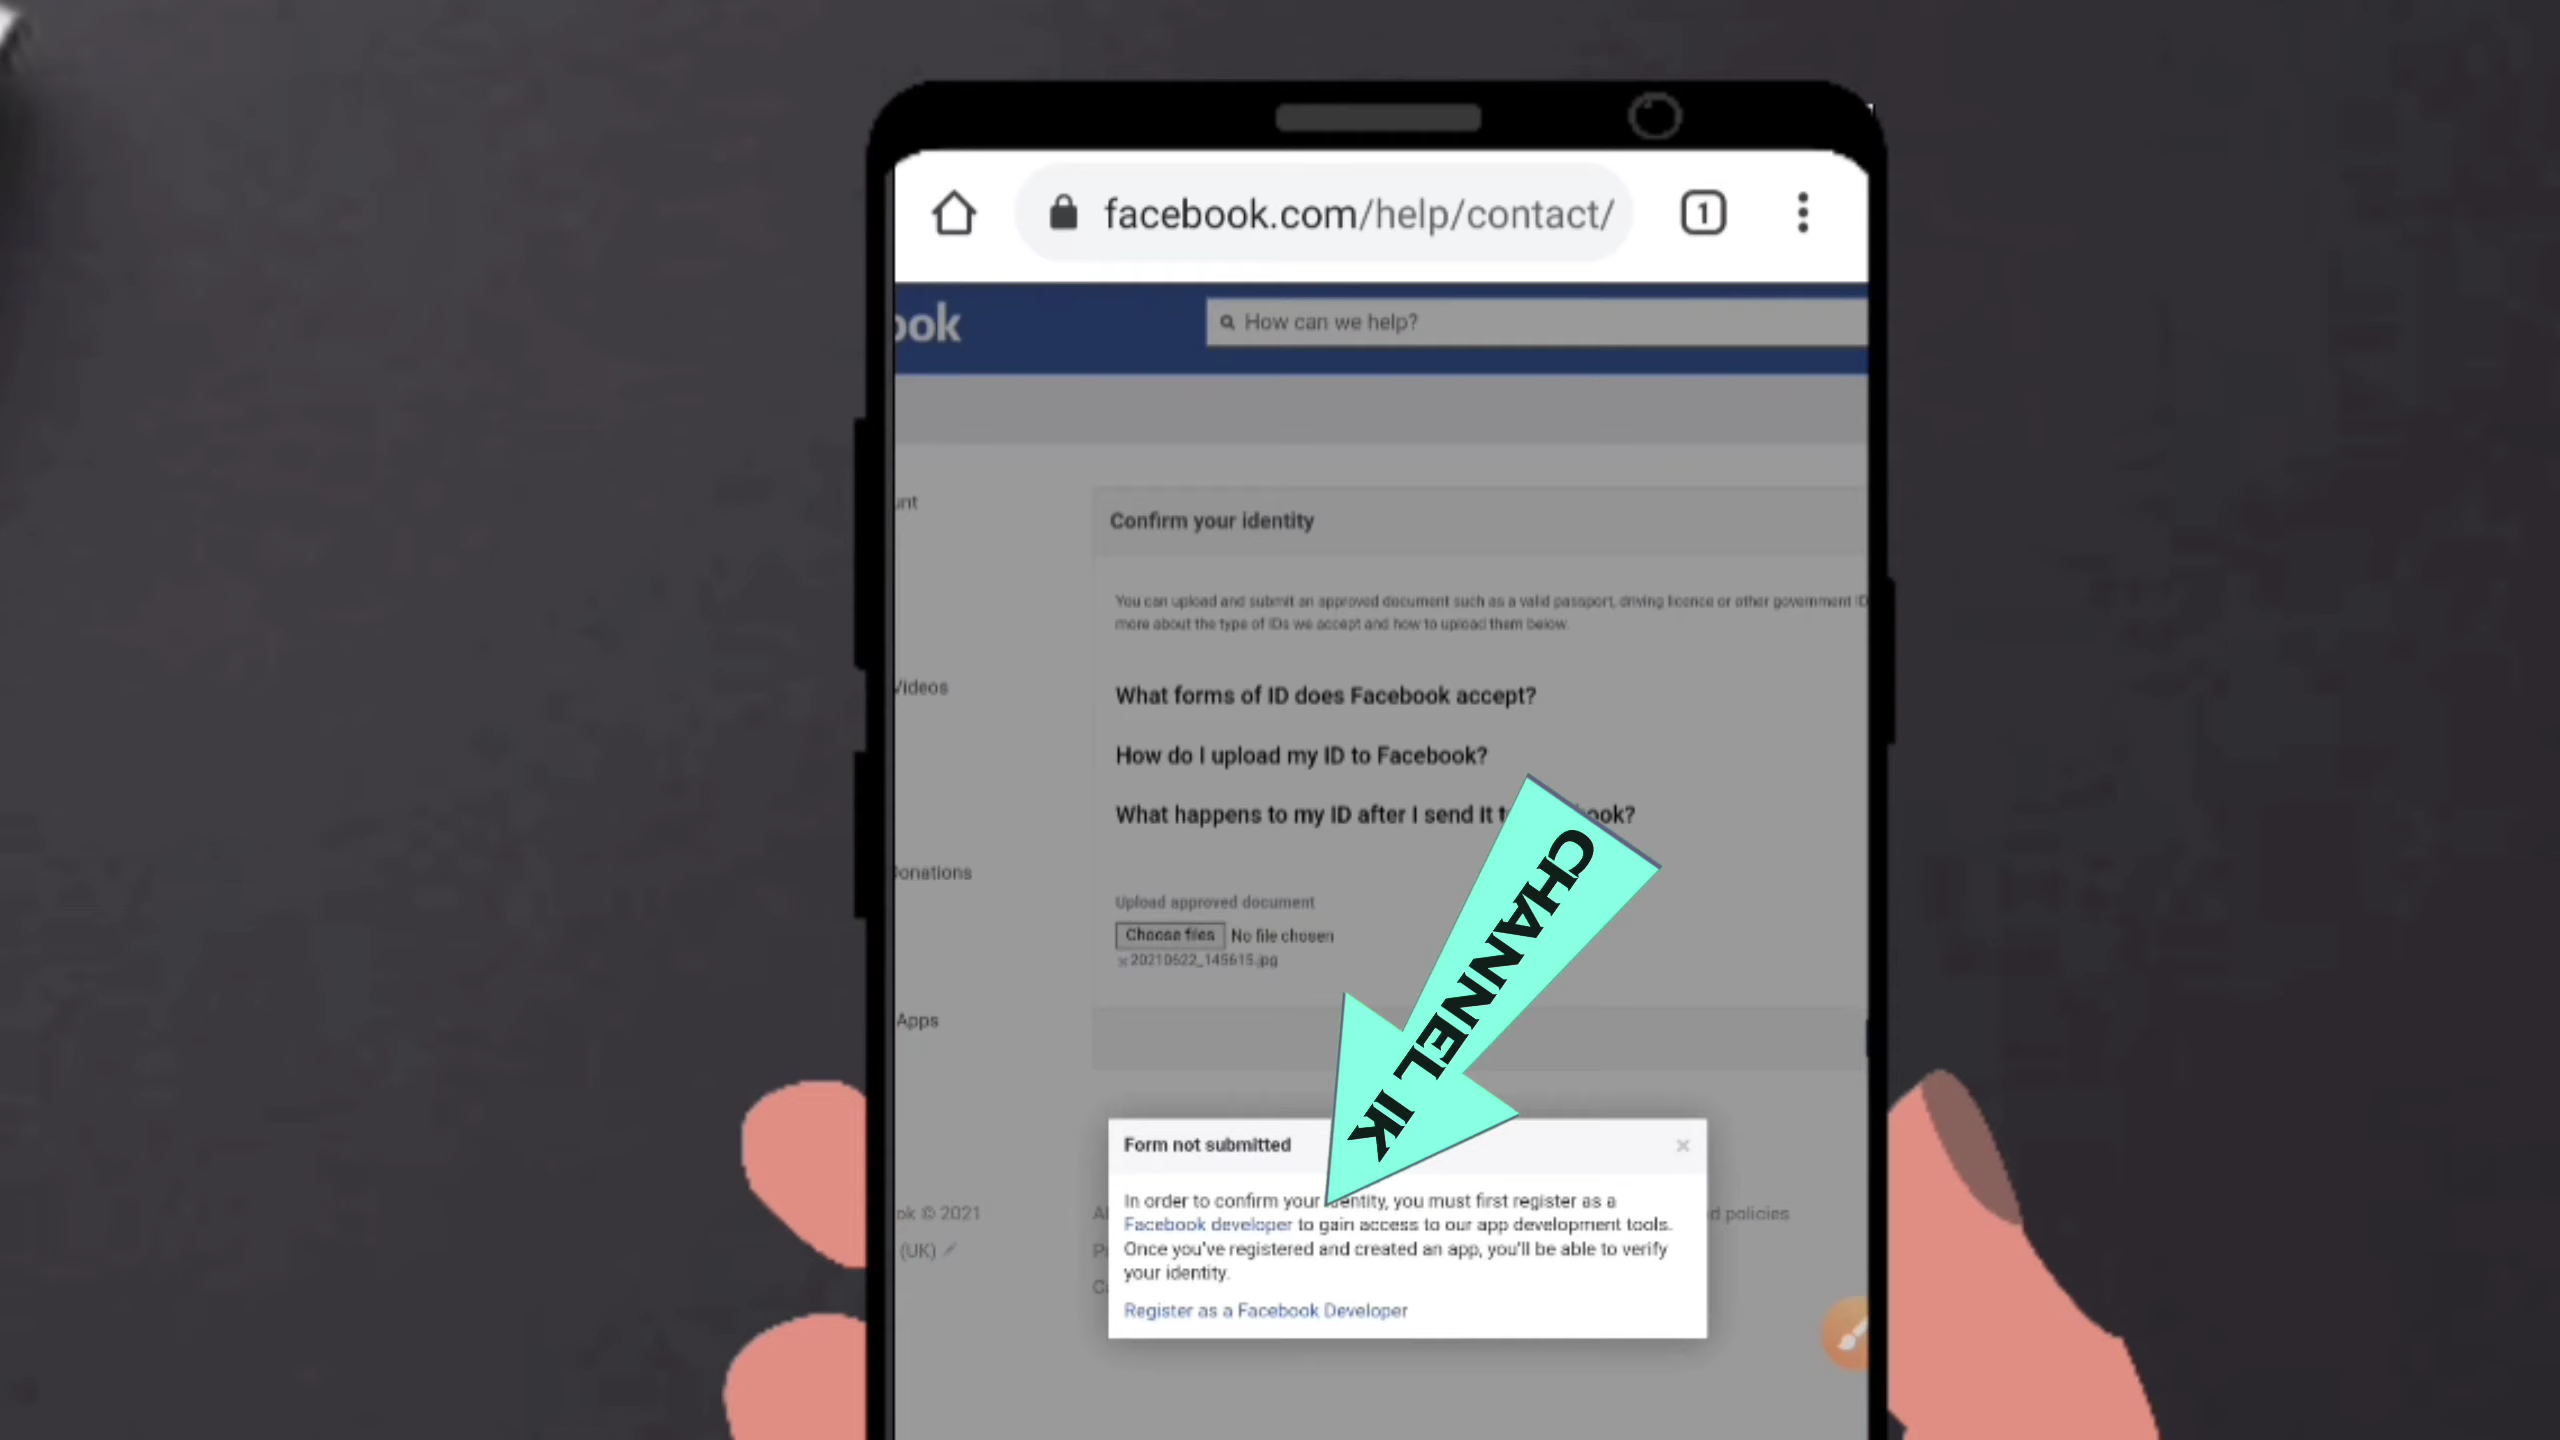 facebook.com/help/contact/
1
ook
How can we help?
unt
Confirm your identity
You can upload and submit an approved document such as a valid passport, driving licence or other government ID
more about the type of IDs we accept and how to upload them below.
Videos
What forms of ID does Facebook accept?
How do I upload my ID to Facebook?
What happens to my ID after I send it t ook?
onations
Upload approved document
Choose files No file chosen
×20210622_145615.jpg
Apps
CHANNEL IK
Form not submitted ×
In order to confirm your entity, you must first register as a
Facebook developer to gain access to our app development tools.
Once you've registered and created an app, you'll be able to verify
your identity.
Register as a Facebook Developer
ok © 2021
d policies
(UK)